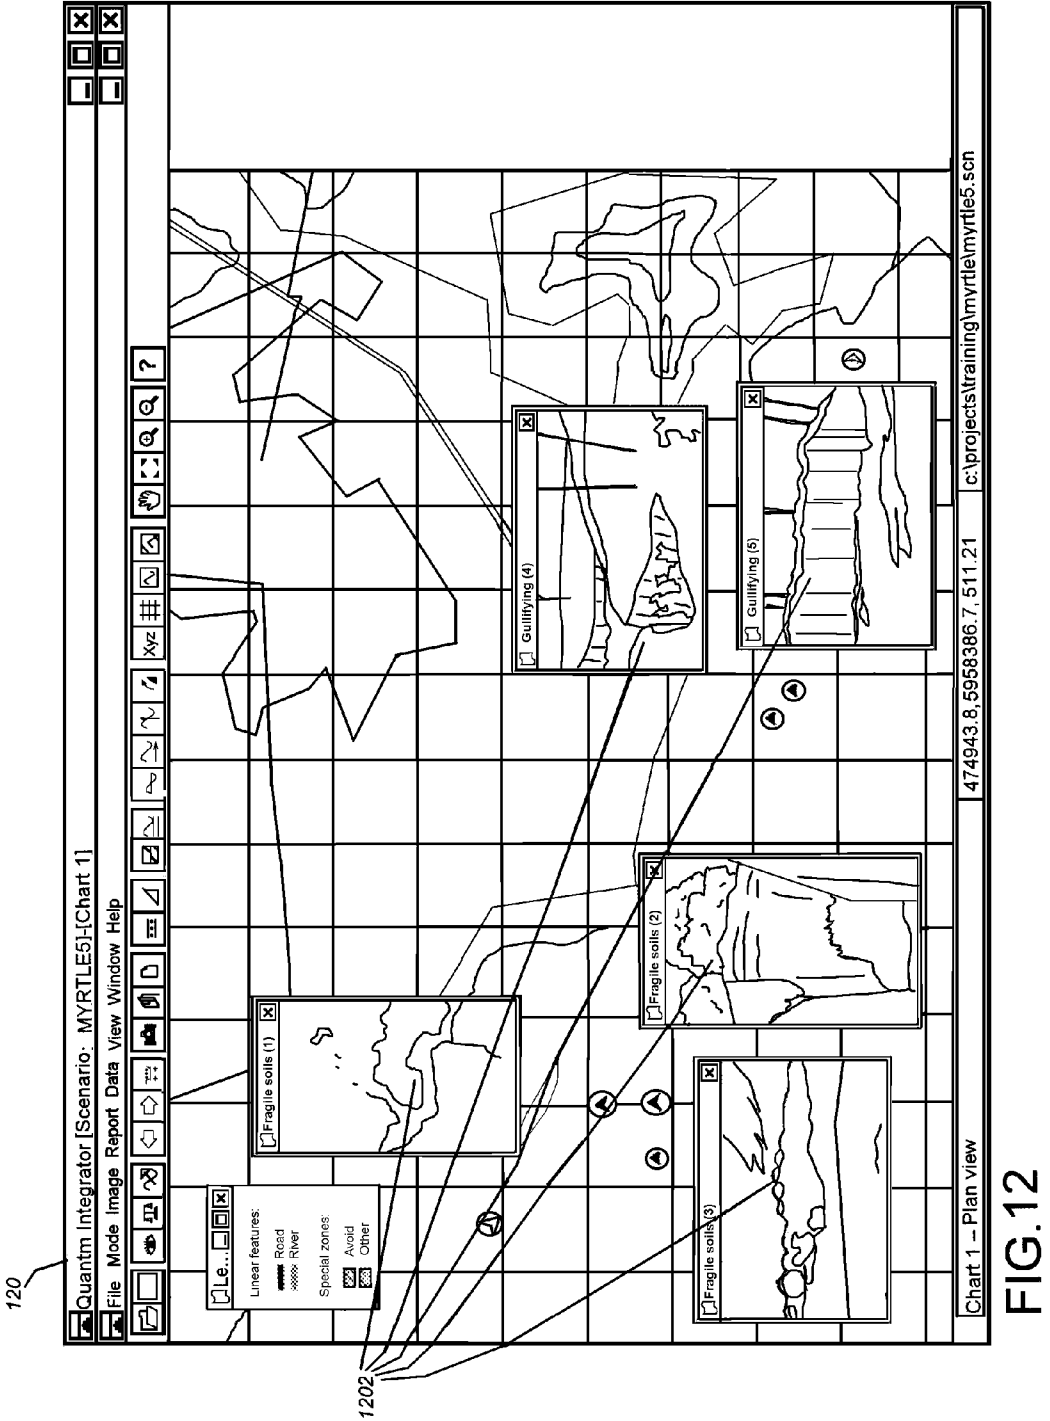 120
Quantm Integrator [Scenario: MYRTLE5]-[Chart 1]
File Mode Image Report Data View Window Help
Xyz
?
Le...
Linear features:
Road
River
Special zones:
Avoid
Other
Fragile soils (1)
Gullifying (4)
Fragile soils (2)
Fragile soils (3)
Gullifying (5)
1202
Chart 1 – Plan view
474943.8, 5958386.7, 511.21
c:\projects\training\myrtle\myrtle5.scn
FIG.12